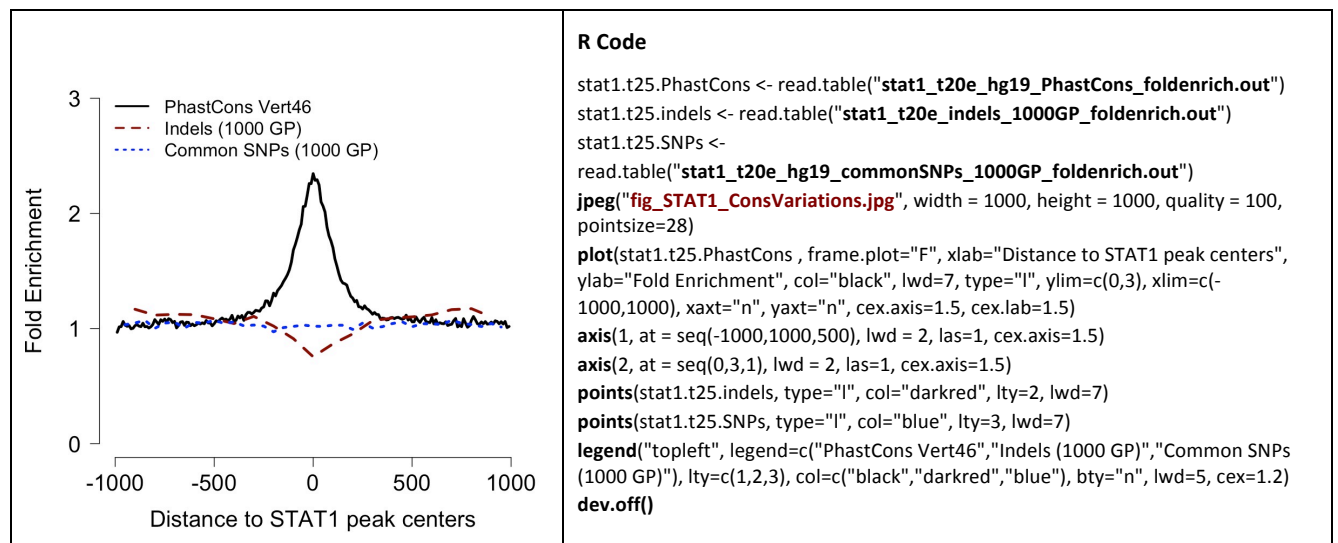 3
2
1
0
Fold Enrichment
PhastCons Vert46
Indels (1000 GP)
Common SNPs (1000 GP)
-1000 -500 0 500 1000
Distance to STAT1 peak centers
R Code
stat1.t25.PhastCons <- read.table("stat1_t20e_hg19_PhastCons_foldenrich.out")
stat1.t25.indels <- read.table("stat1_t20e_indels_1000GP_foldenrich.out")
stat1.t25.SNPs <-
read.table("stat1_t20e_hg19_commonSNPs_1000GP_foldenrich.out")
jpeg("fig_STAT1_ConsVariations.jpg", width = 1000, height = 1000, quality = 100,
pointsize=28)
plot(stat1.t25.PhastCons , frame.plot="F", xlab="Distance to STAT1 peak centers",
ylab="Fold Enrichment", col="black", lwd=7, type="l", ylim=c(0,3), xlim=c(-
1000,1000), xaxt="n", yaxt="n", cex.axis=1.5, cex.lab=1.5)
axis(1, at = seq(-1000,1000,500), lwd = 2, las=1, cex.axis=1.5)
axis(2, at = seq(0,3,1), lwd = 2, las=1, cex.axis=1.5)
points(stat1.t25.indels, type="l", col="darkred", lty=2, lwd=7)
points(stat1.t25.SNPs, type="l", col="blue", lty=3, lwd=7)
legend("topleft", legend=c("PhastCons Vert46","Indels (1000 GP)","Common SNPs
(1000 GP)"), lty=c(1,2,3), col=c("black","darkred","blue"), bty="n", lwd=5, cex=1.2)
dev.off()